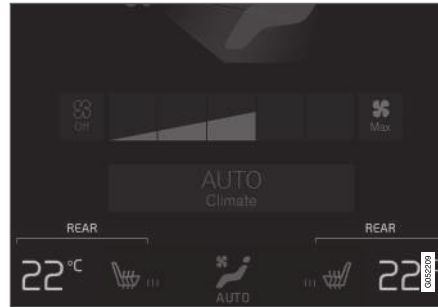 Off
Max
AUTO
Climate
REAR REAR
22°C 22°
AUTO
G052209